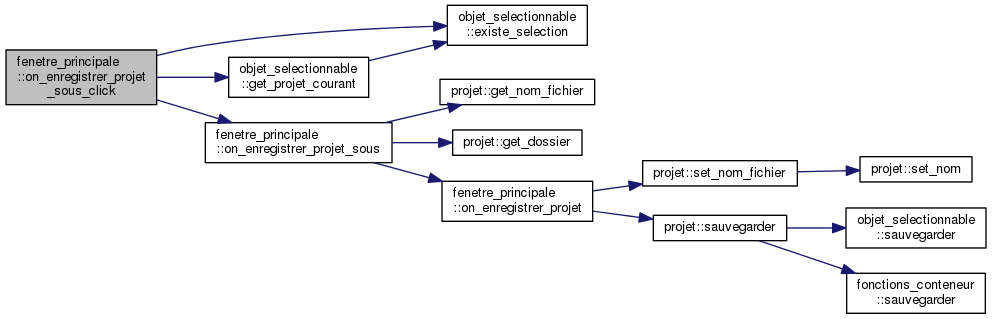 fenetre_principale
::on_enregistrer_projet
_sous_click
objet_selectionnable
::existe_selection
objet_selectionnable
::get_projet_courant
fenetre_principale
::on_enregistrer_projet_sous
projet::get_nom_fichier
projet::get_dossier
fenetre_principale
::on_enregistrer_projet
projet::set_nom_fichier
projet::set_nom
projet::sauvegarder
objet_selectionnable
::sauvegarder
fonctions_conteneur
::sauvegarder